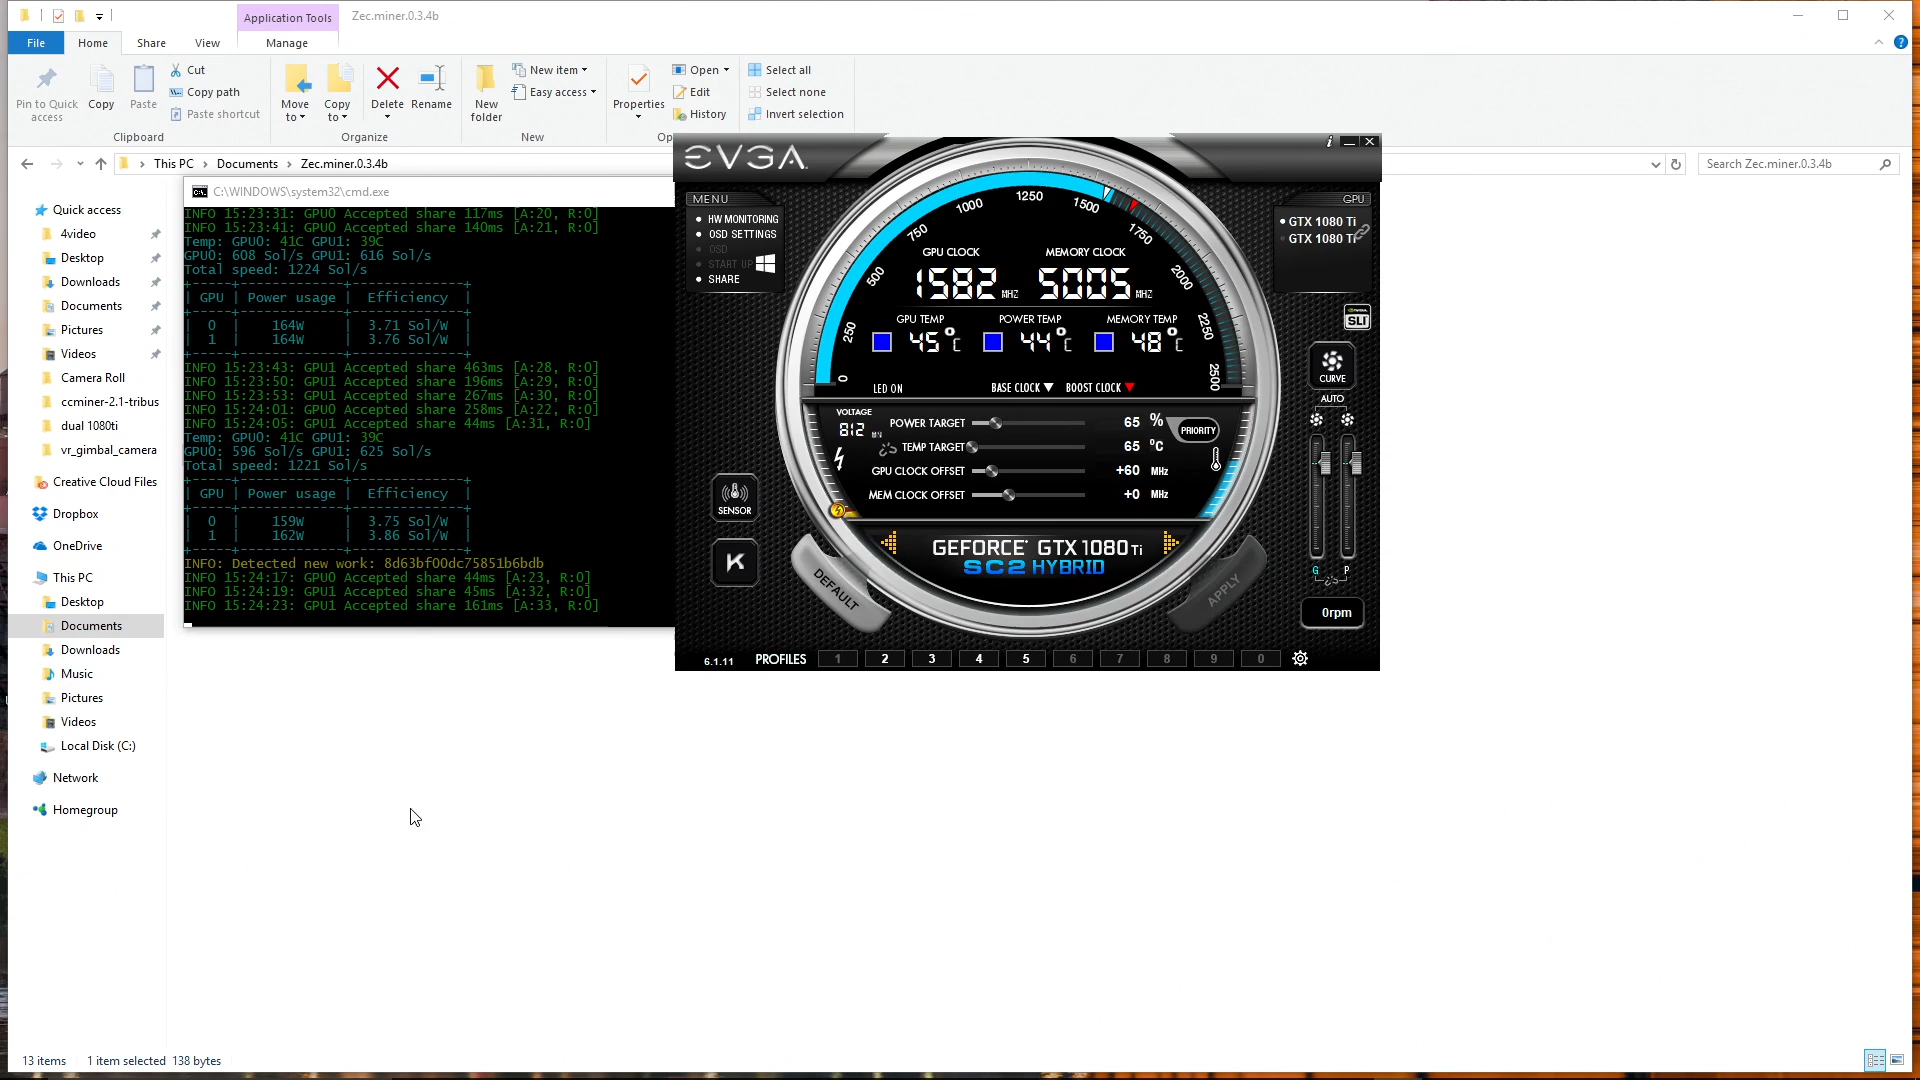 Application Tools
Zec.miner.0.3.4b
File
Home
Share
View
Manage
Pin to Quick access
Copy
Paste
Cut
Copy path
Paste shortcut
Clipboard
Move to
Copy to
Delete
Rename
Organize
New folder
New item
Easy access
New
Properties
Open
Edit
History
Op
Select all
Select none
Invert selection
This PC > Documents > Zec.miner.0.3.4b
Search Zec.miner.0.3.4b
Quick access
4video
Desktop
Downloads
Documents
Pictures
Videos
Camera Roll
ccminer-2.1-tribus
dual 1080ti
vr_gimbal_camera
Creative Cloud Files
Dropbox
OneDrive
This PC
Desktop
Documents
Downloads
Music
Pictures
Videos
Local Disk (C:)
Network
Homegroup
C:\WINDOWS\system32\cmd.exe
INFO 15:23:31: GPU0 Accepted share 117ms [A:20, R:0]
INFO 15:23:41: GPU0 Accepted share 140ms [A:21, R:0]
Temp: GPU0: 41C GPU1: 39C
GPU0: 608 Sol/s GPU1: 616 Sol/s
Total speed: 1224 Sol/s
+-----+-------------+--------------+
| GPU | Power usage |  Efficiency  |
+-----+-------------+--------------+
|  0  |    164W     |  3.71 Sol/W  |
|  1  |    164W     |  3.76 Sol/W  |
+-----+-------------+--------------+
INFO 15:23:43: GPU1 Accepted share 463ms [A:28, R:0]
INFO 15:23:50: GPU1 Accepted share 196ms [A:29, R:0]
INFO 15:23:53: GPU1 Accepted share 267ms [A:30, R:0]
INFO 15:24:01: GPU0 Accepted share 258ms [A:22, R:0]
INFO 15:24:05: GPU1 Accepted share 44ms [A:31, R:0]
Temp: GPU0: 41C GPU1: 39C
GPU0: 596 Sol/s GPU1: 625 Sol/s
Total speed: 1221 Sol/s
+-----+-------------+--------------+
| GPU | Power usage |  Efficiency  |
+-----+-------------+--------------+
|  0  |    159W     |  3.75 Sol/W  |
|  1  |    162W     |  3.86 Sol/W  |
+-----+-------------+--------------+
INFO: Detected new work: 8d63bf00dc75851b6bdb
INFO 15:24:17: GPU0 Accepted share 44ms [A:23, R:0]
INFO 15:24:19: GPU1 Accepted share 45ms [A:32, R:0]
INFO 15:24:23: GPU1 Accepted share 161ms [A:33, R:0]
EVGA
i
MENU
HW MONITORING
OSD SETTINGS
OSD
START UP
SHARE
GPU
GTX 1080 Ti
GTX 1080 Ti
SLI
CURVE
AUTO
G
P
0rpm
0
250
500
750
1000
1250
1500
1750
2000
2250
2500
GPU CLOCK
MEMORY CLOCK
1582 MHZ
5005 MHZ
GPU TEMP
POWER TEMP
MEMORY TEMP
45°C
44°C
48°C
LED ON
BASE CLOCK
BOOST CLOCK
VOLTAGE
812
POWER TARGET 65 %
PRIORITY
TEMP TARGET 65 °C
GPU CLOCK OFFSET +60 MHz
MEM CLOCK OFFSET +0 MHz
SENSOR
K
GEFORCE GTX 1080 Ti
SC2 HYBRID
DEFAULT
APPLY
6.1.11
PROFILES
1 2 3 4 5 6 7 8 9 0
13 items
1 item selected 138 bytes